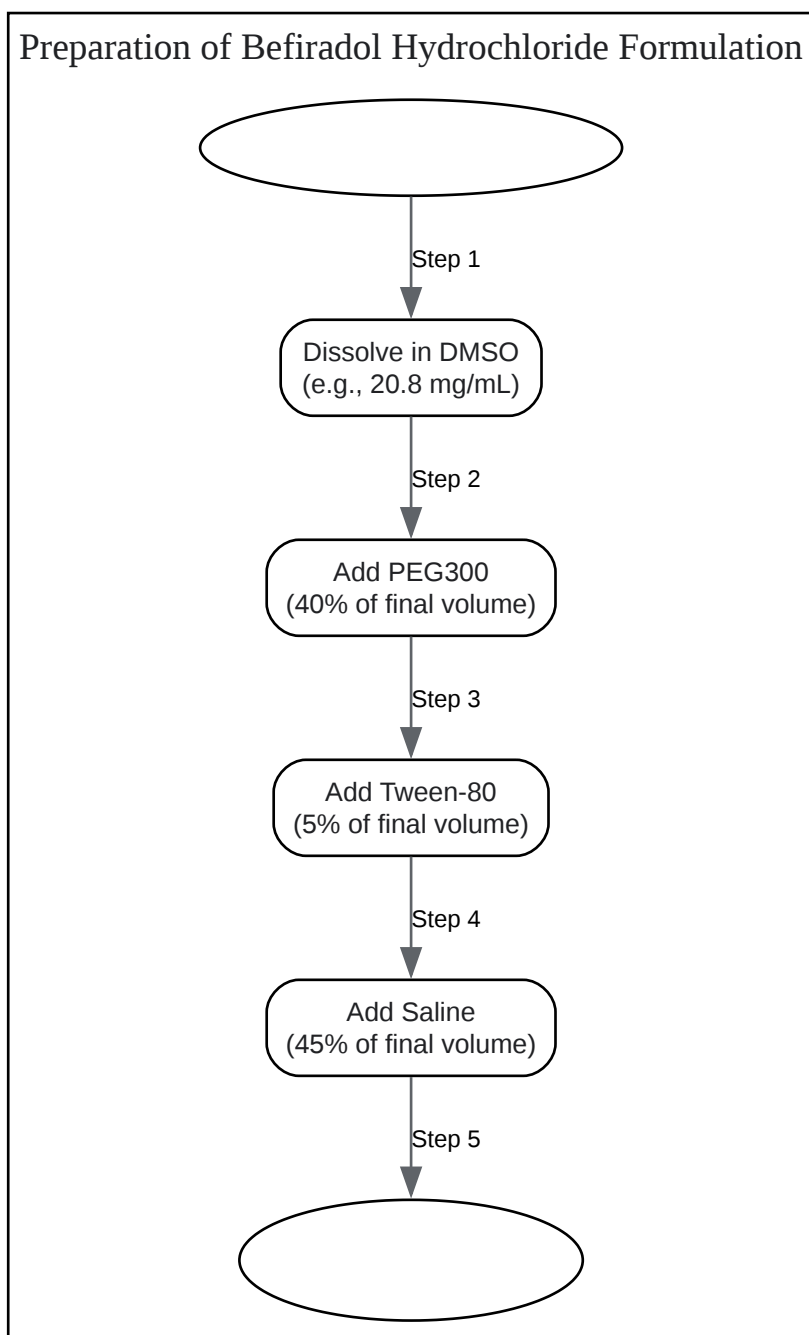 Preparation of Befiradol Hydrochloride Formulation
Step 1
Dissolve in DMSO
(e.g., 20.8 mg/mL)
Step 2
Add PEG300
(40% of final volume)
Step 3
Add Tween-80
(5% of final volume)
Step 4
Add Saline
(45% of final volume)
Step 5